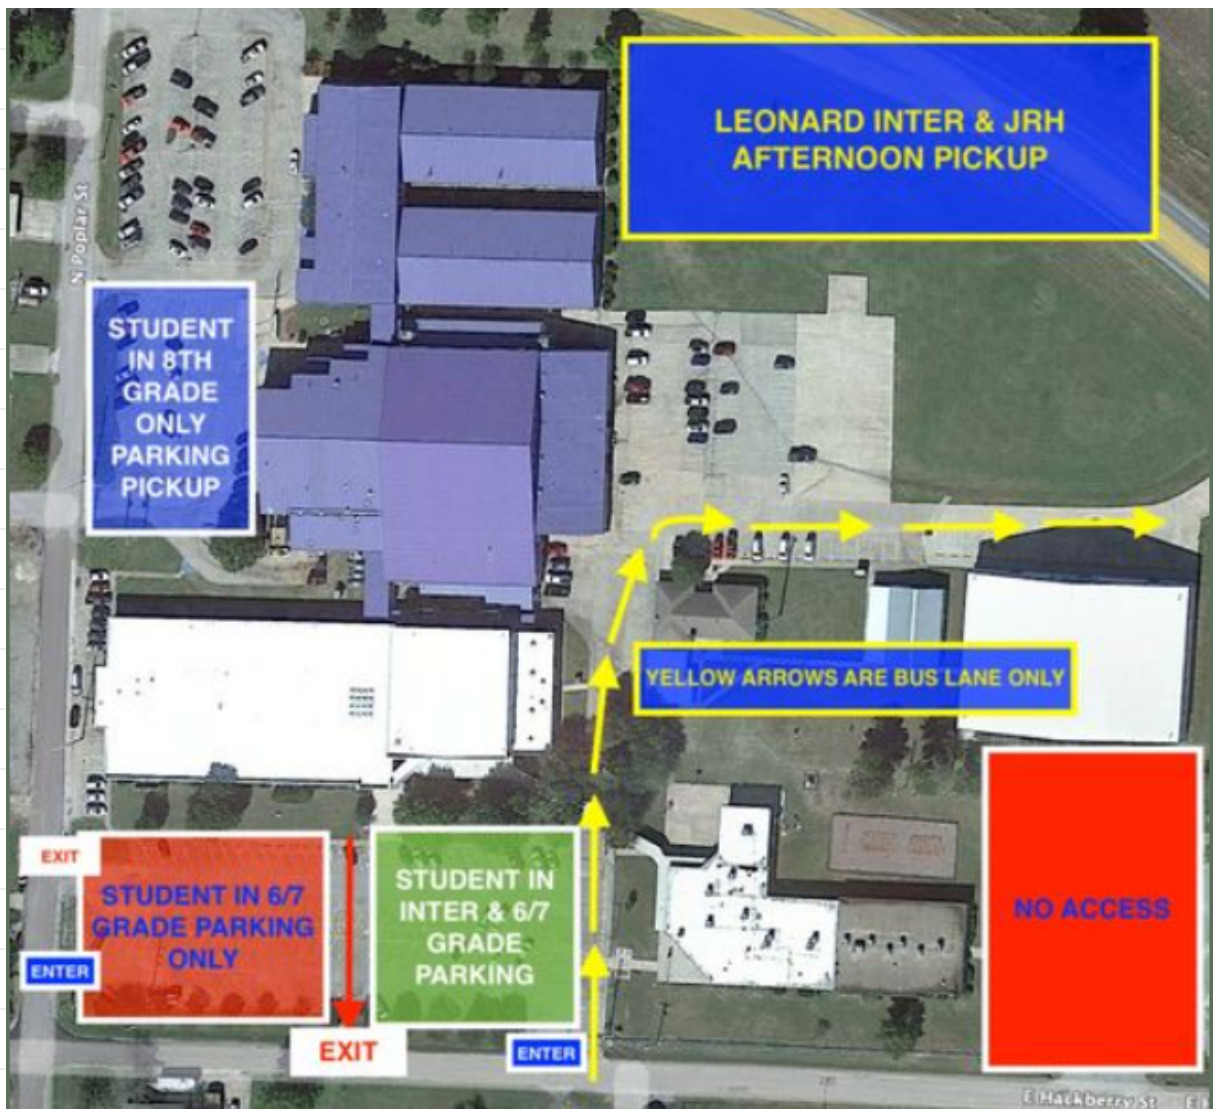 LEONARD INTER & JRH
AFTERNOON PICKUP
N Poplar St
STUDENT
IN 8TH
GRADE
ONLY
PARKING
PICKUP
YELLOW ARROWS ARE BUS LANE ONLY
EXIT
STUDENT IN 6/7
GRADE PARKING
ONLY
ENTER
STUDENT IN
INTER & 6/7
GRADE
PARKING
NO ACCESS
EXIT
ENTER
E Hackberry St